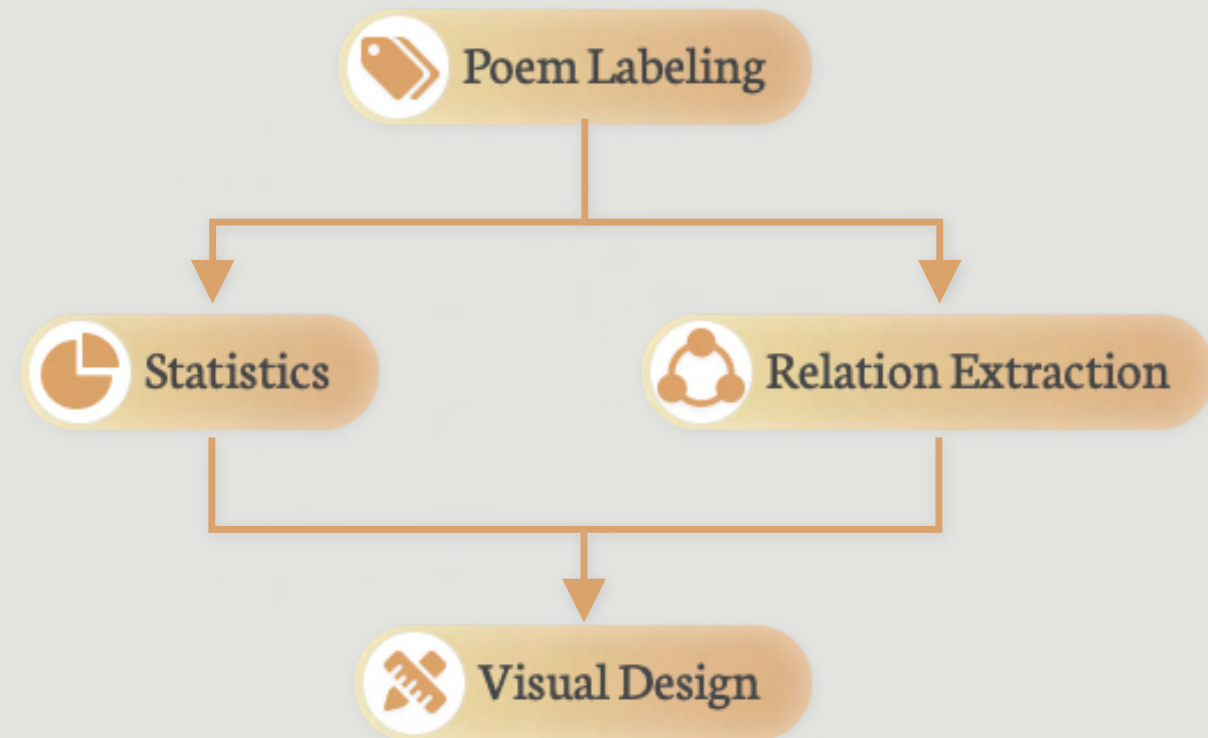 Poem Labeling
Statistics
Relation Extraction
Visual Design